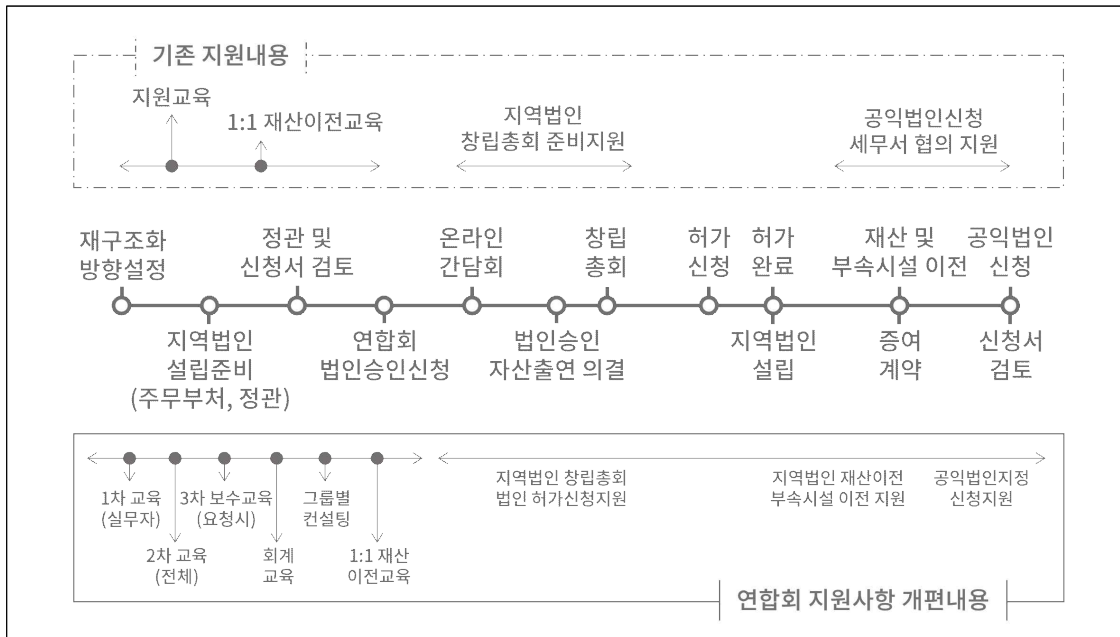 기존 지원내용
지원교육
1:1 재산이전교육
지역법인
창립총회 준비지원
공익법인신청
세무서 협의 지원
재구조화
방향설정
정관 및
신청서 검토
온라인
간담회
창립
총회
허가
신청
허가
완료
재산 및
부속시설 이전
공익법인
신청
지역법인
설립준비
(주무부처, 정관)
연합회
법인승인신청
법인승인
자산출연 의결
지역법인
설립
증여
계약
신청서
검토
1차 교육
(실무자)
2차 교육
(전체)
3차 보수교육
(요청시)
회계
교육
그룹별
컨설팅
1:1 재산
이전교육
지역법인 창립총회
법인 허가신청지원
지역법인 재산이전
부속시설 이전 지원
공익법인지정
신청지원
연합회 지원사항 개편내용